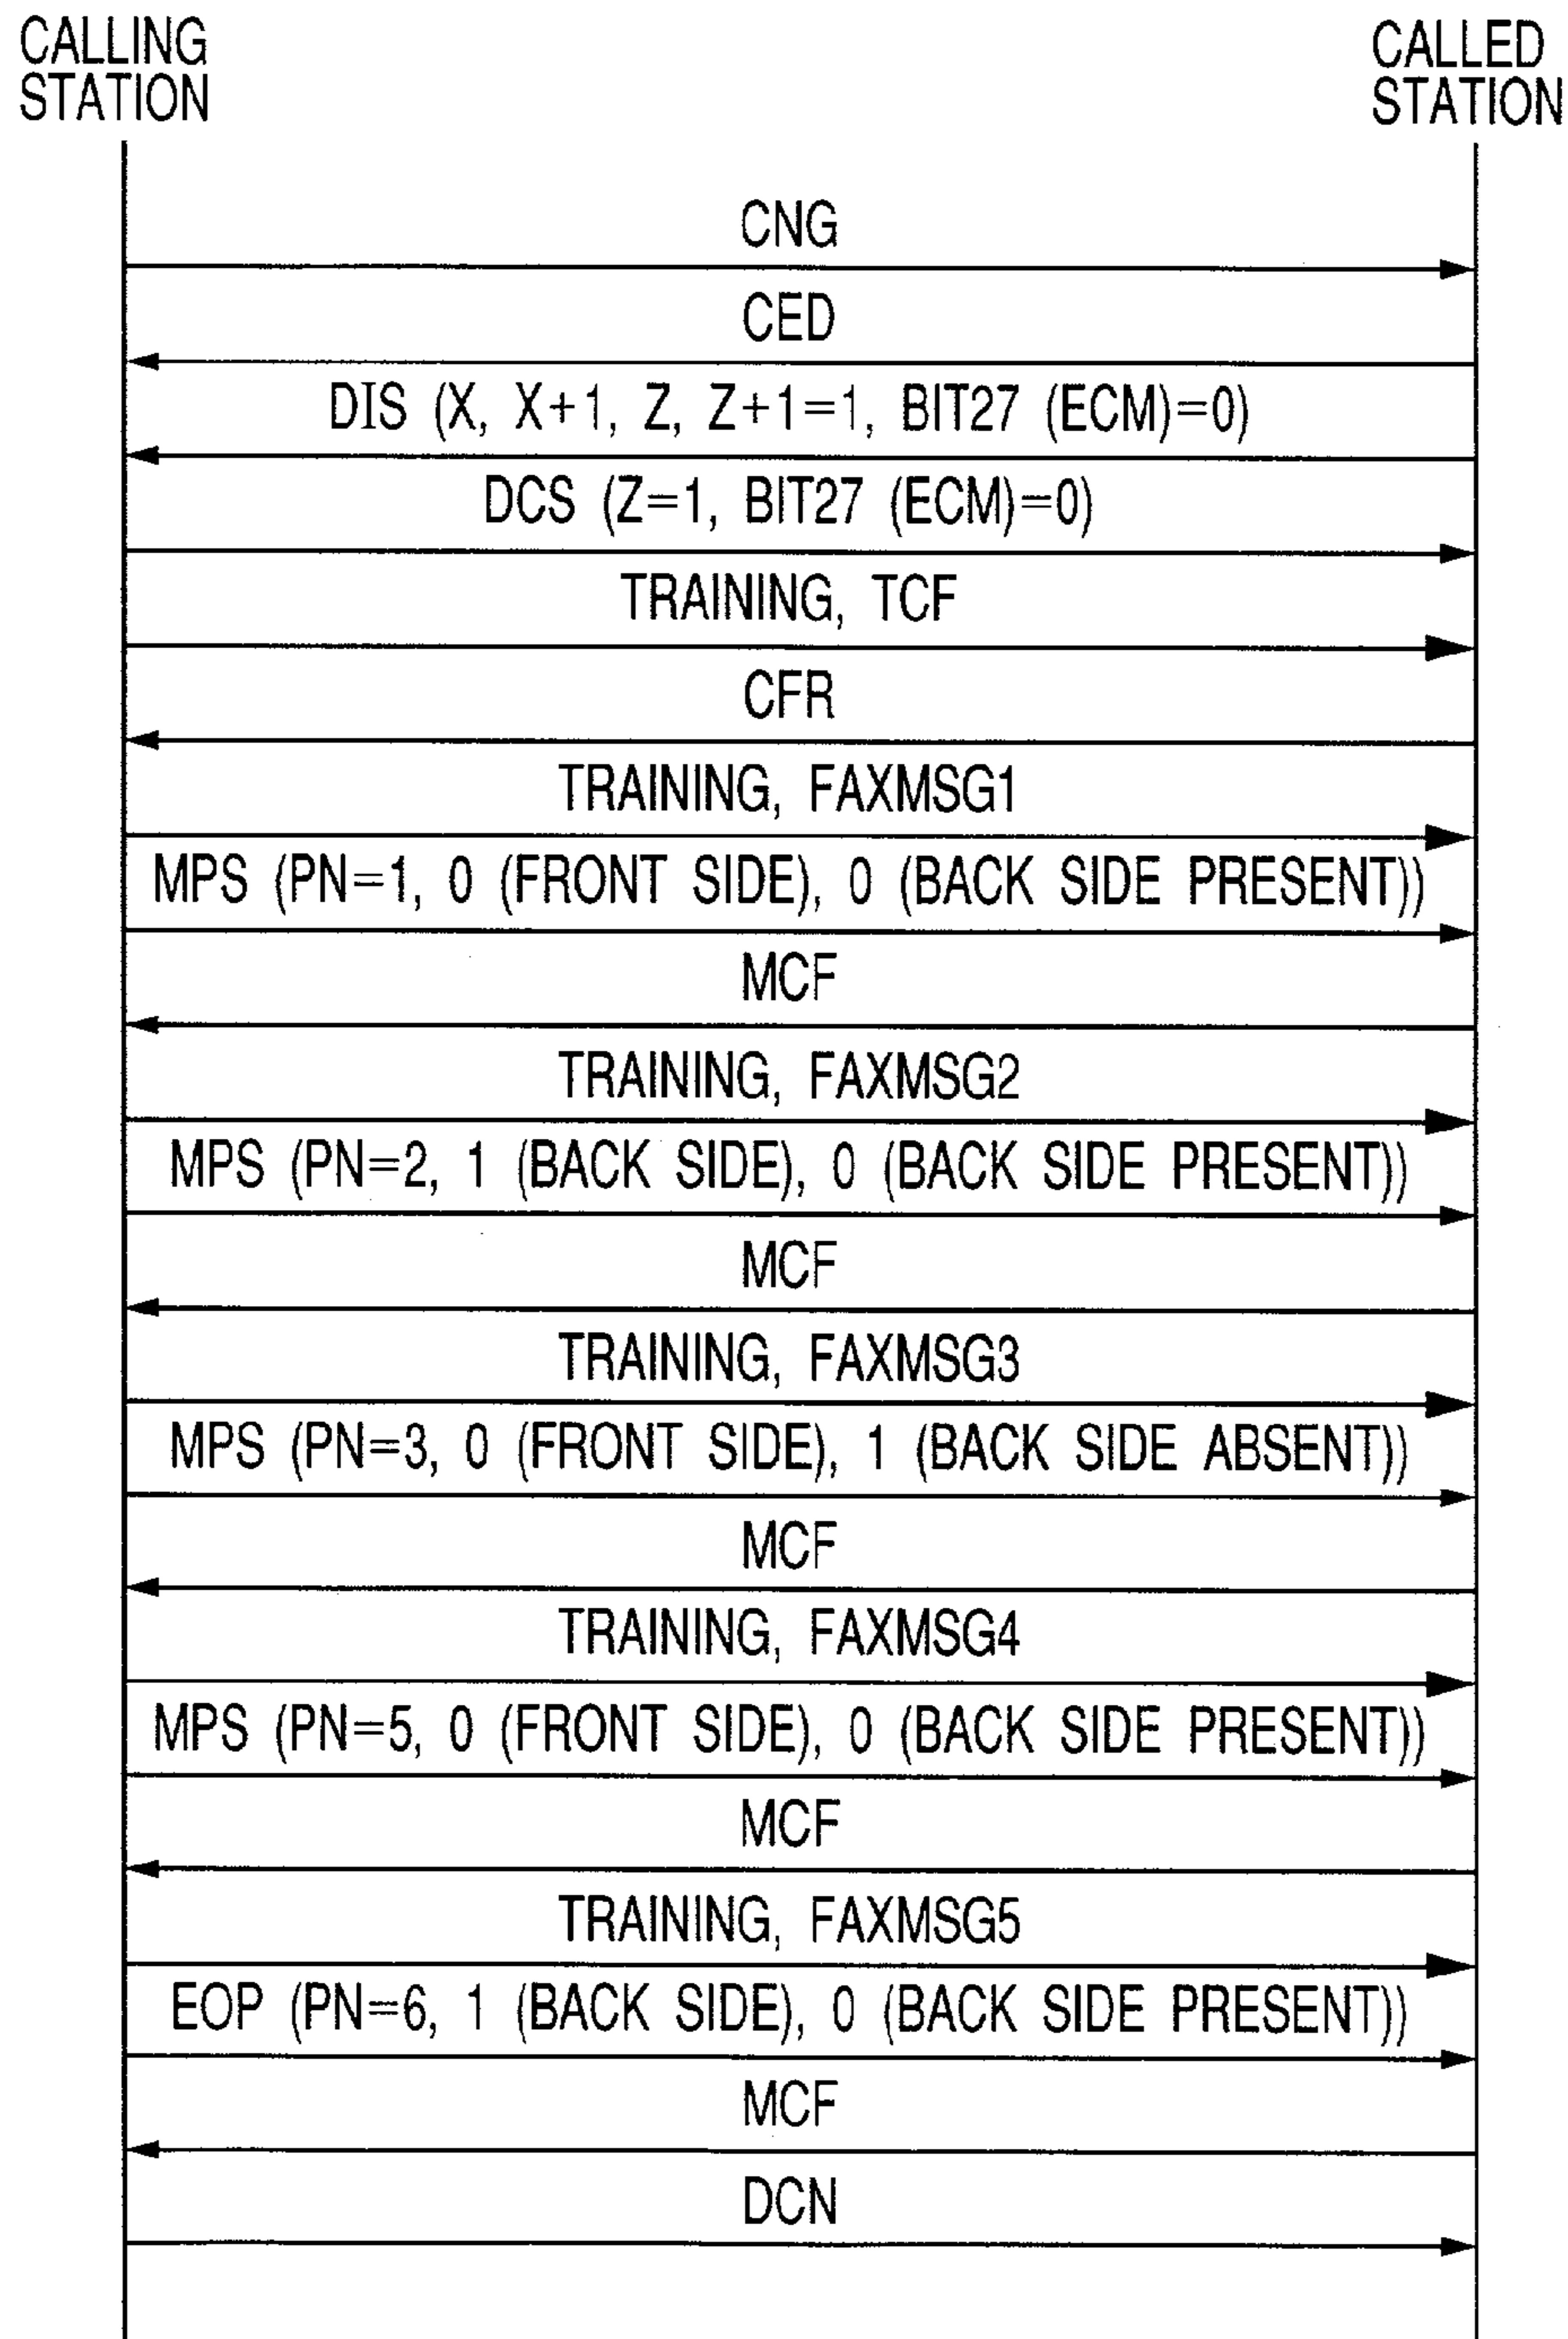 CALLING
STATION
CALLED
STATION
CNG
CED
DIS (X, X+1, Z, Z+1=1, BIT27 (ECM)=0)
DCS (Z=1, BIT27 (ECM)=0)
TRAINING, TCF
CFR
TRAINING, FAXMSG1
MPS (PN=1, 0 (FRONT SIDE), 0 (BACK SIDE PRESENT))
MCF
TRAINING, FAXMSG2
MPS (PN=2, 1 (BACK SIDE), 0 (BACK SIDE PRESENT))
MCF
TRAINING, FAXMSG3
MPS (PN=3, 0 (FRONT SIDE), 1 (BACK SIDE ABSENT))
MCF
TRAINING, FAXMSG4
MPS (PN=5, 0 (FRONT SIDE), 0 (BACK SIDE PRESENT))
MCF
TRAINING, FAXMSG5
EOP (PN=6, 1 (BACK SIDE), 0 (BACK SIDE PRESENT))
MCF
DCN